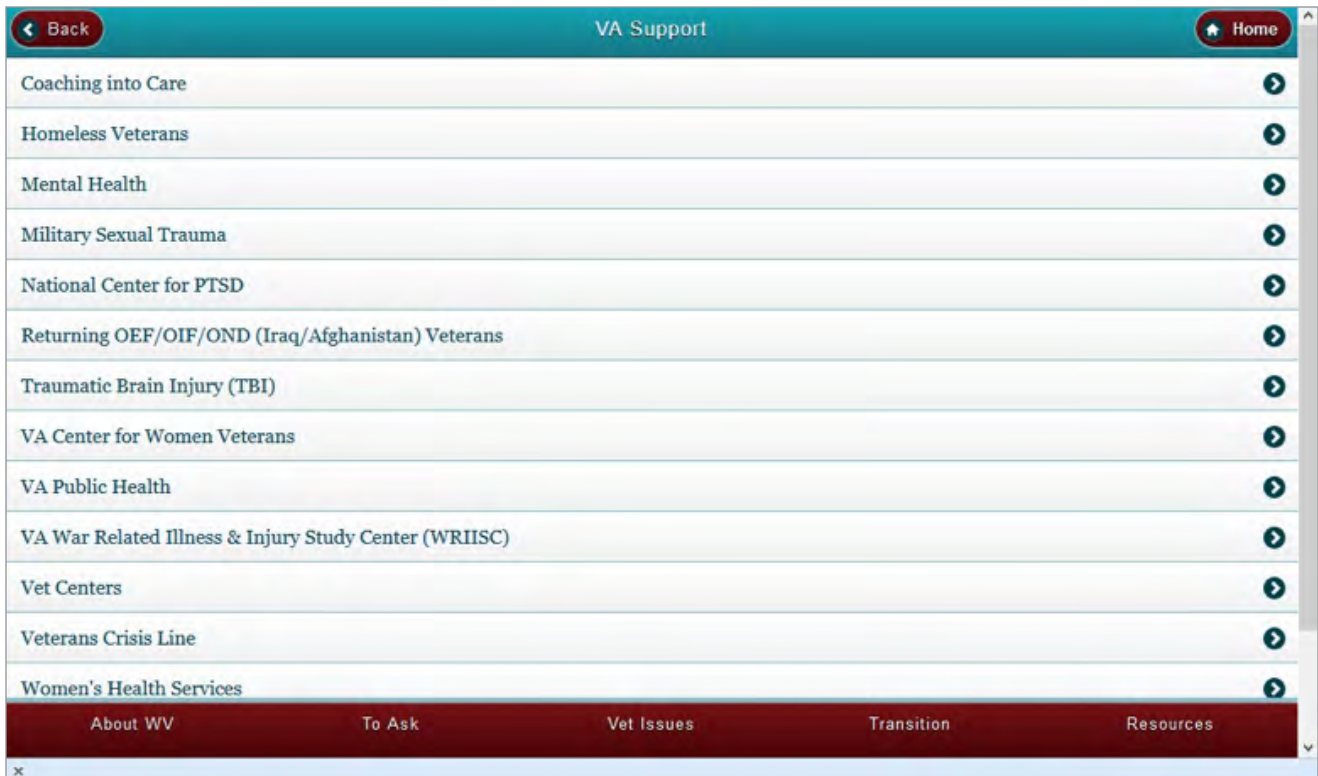 Back
VA Support
Home
Coaching into Care
Homeless Veterans
Mental Health
Military Sexual Trauma
National Center for PTSD
Returning OEF/OIF/OND (Iraq/Afghanistan) Veterans
Traumatic Brain Injury (TBI)
VA Center for Women Veterans
VA Public Health
VA War Related Illness & Injury Study Center (WRIISC)
Vet Centers
Veterans Crisis Line
Women's Health Services
About WV
To Ask
Vet Issues
Transition
Resources